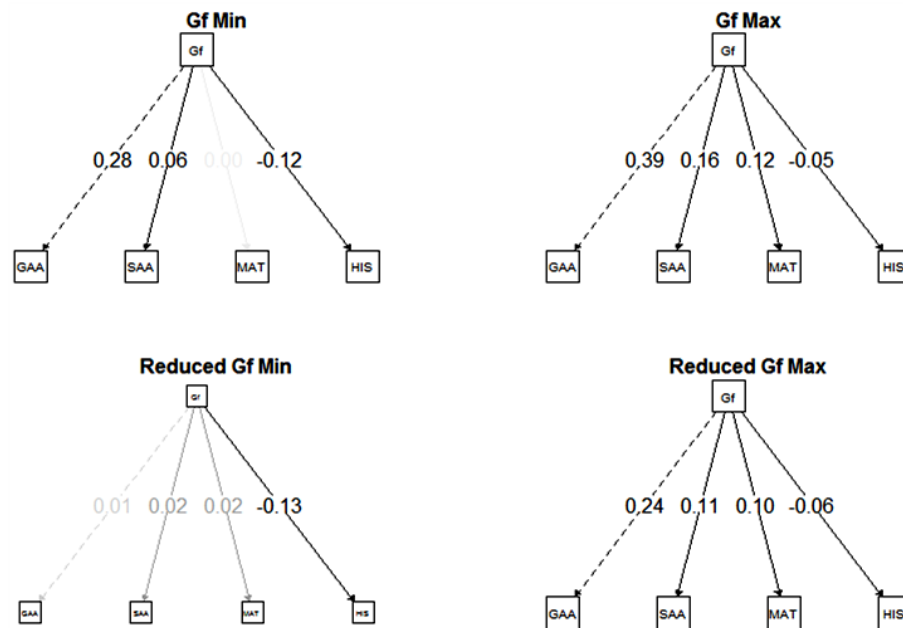 Gf Min
Gf
0.28 0.06 0.00 -0.12
GAA SAA MAT HIS
Gf Max
Gf
0.39 0.16 0.12 -0.05
GAA SAA MAT HIS
Reduced Gf Min
Gf
0.01 0.02 0.02 -0.13
GAA SAA MAT HIS
Reduced Gf Max
Gf
0.24 0.11 0.10 -0.06
GAA SAA MAT HIS